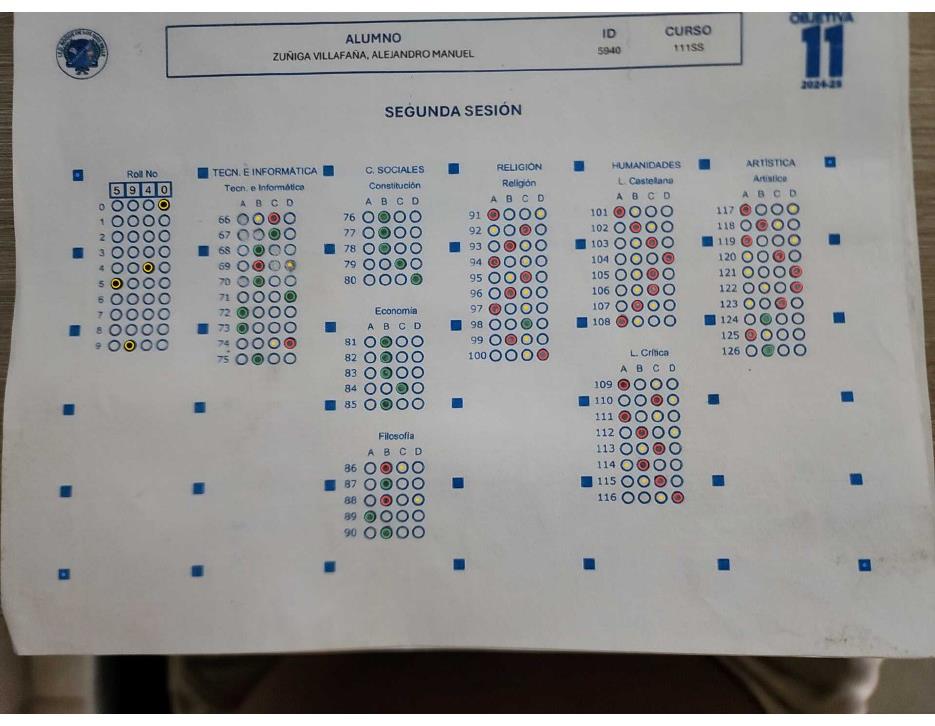 OBJETIVA
11
2024-25
ALUMNO
ZUÑIGA VILLAFAÑA, ALEJANDRO MANUEL
ID
5940
CURSO
111SS
SEGUNDA SESIÓN
Roll No
5 9 4 0
0
1
2
3
4
5
6
7
8
9
TECN. E INFORMÁTICA
Tecn. e Informática
A B C D
66
67
68
69
70
71
72
73
74
75
C. SOCIALES
Constitución
A B C D
76
77
78
79
80
Economia
A B C D
81
82
83
84
85
Filosofía
A B C D
86
87
88
89
90
RELIGIÓN
Religión
A B C D
91
92
93
94
95
96
97
98
99
100
HUMANIDADES
L. Castellana
A B C D
101
102
103
104
105
106
107
108
L. Crítica
A B C D
109
110
111
112
113
114
115
116
ARTÍSTICA
Artística
A B C D
117
118
119
120
121
122
123
124
125
126